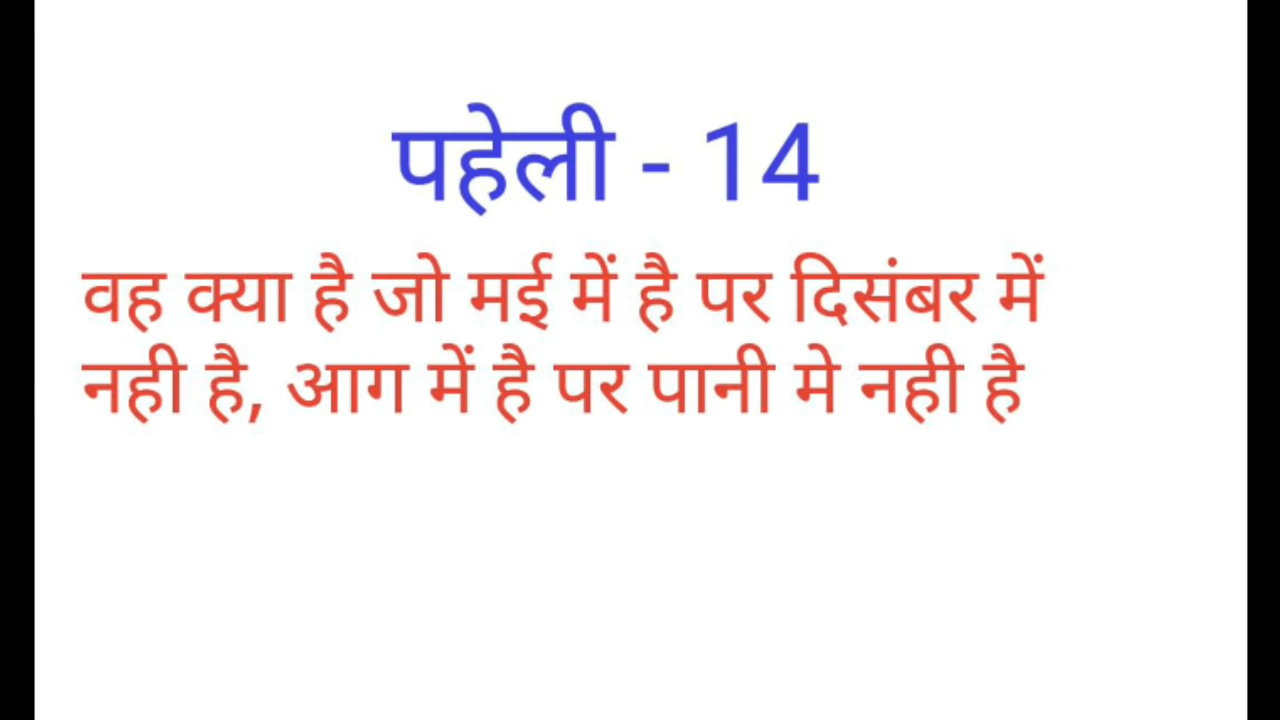 पहेली - 14
वह क्या है जो मई में है पर दिसंबर में
नही है, आग में है पर पानी मे नही है